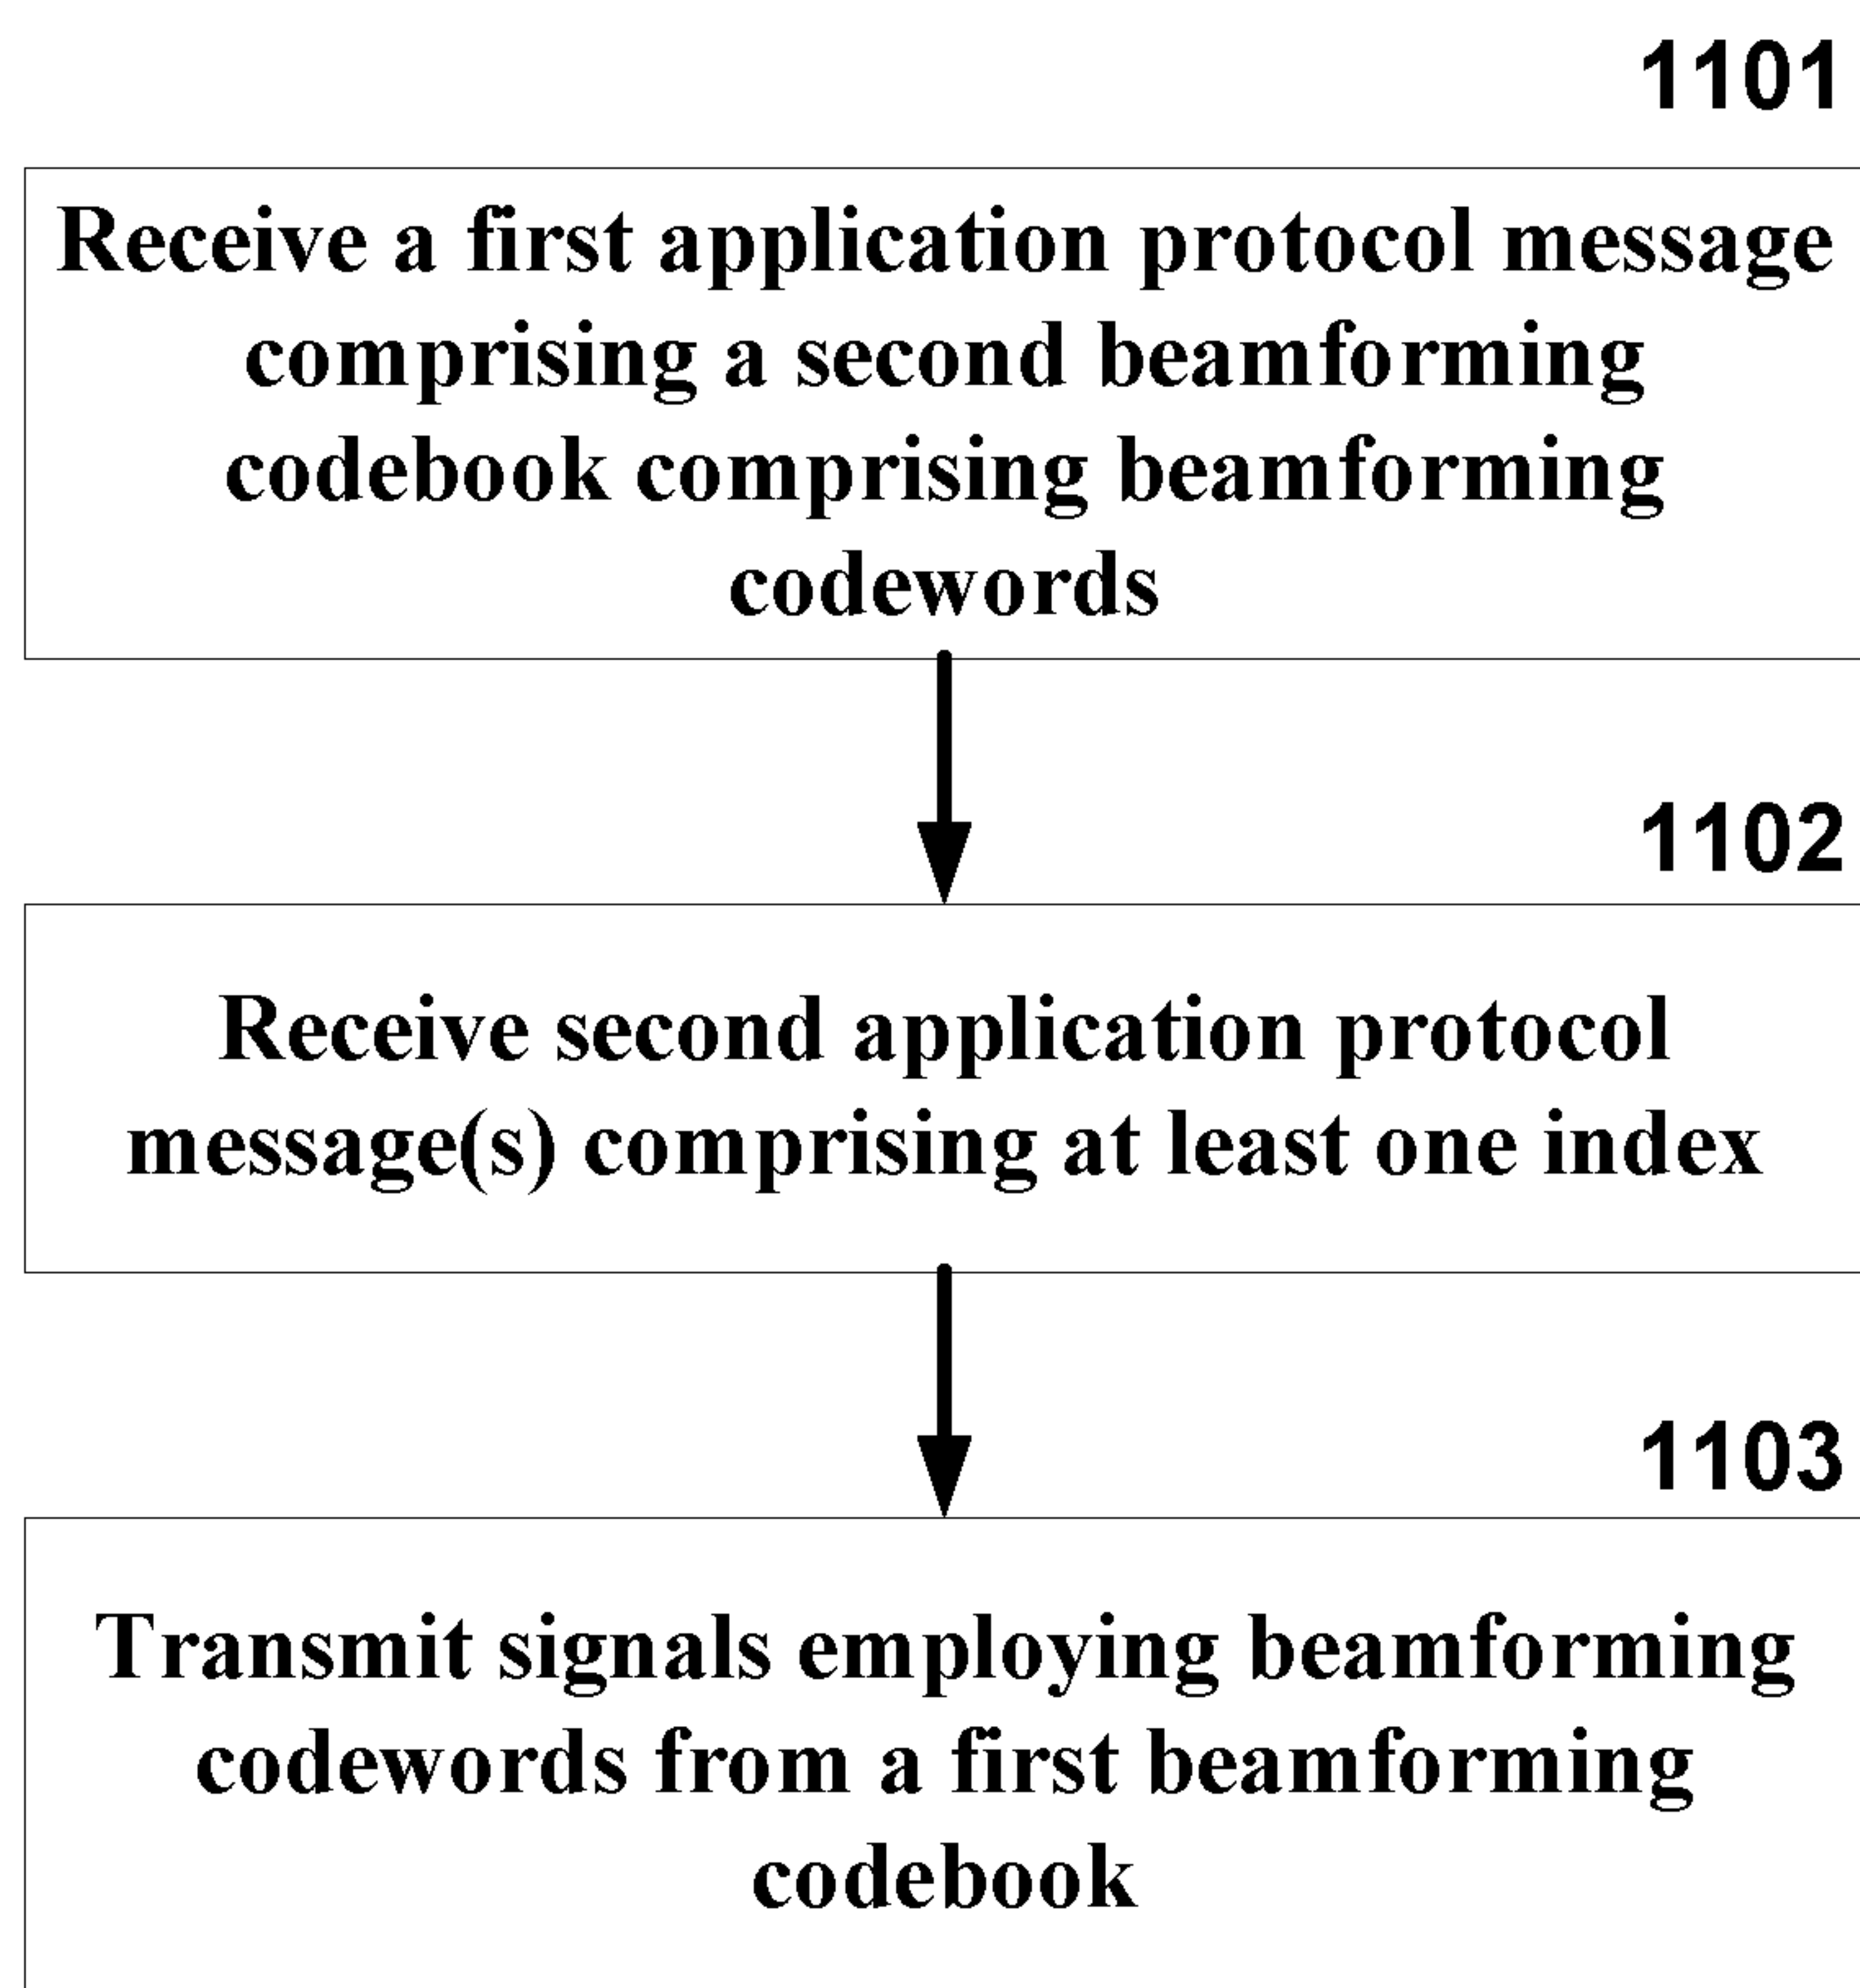 1101
Receive a first application protocol message
comprising a second beamforming
codebook comprising beamforming
codewords
1102
Receive second application protocol
message(s) comprising at least one index
1103
Transmit signals employing beamforming
codewords from a first beamforming
codebook